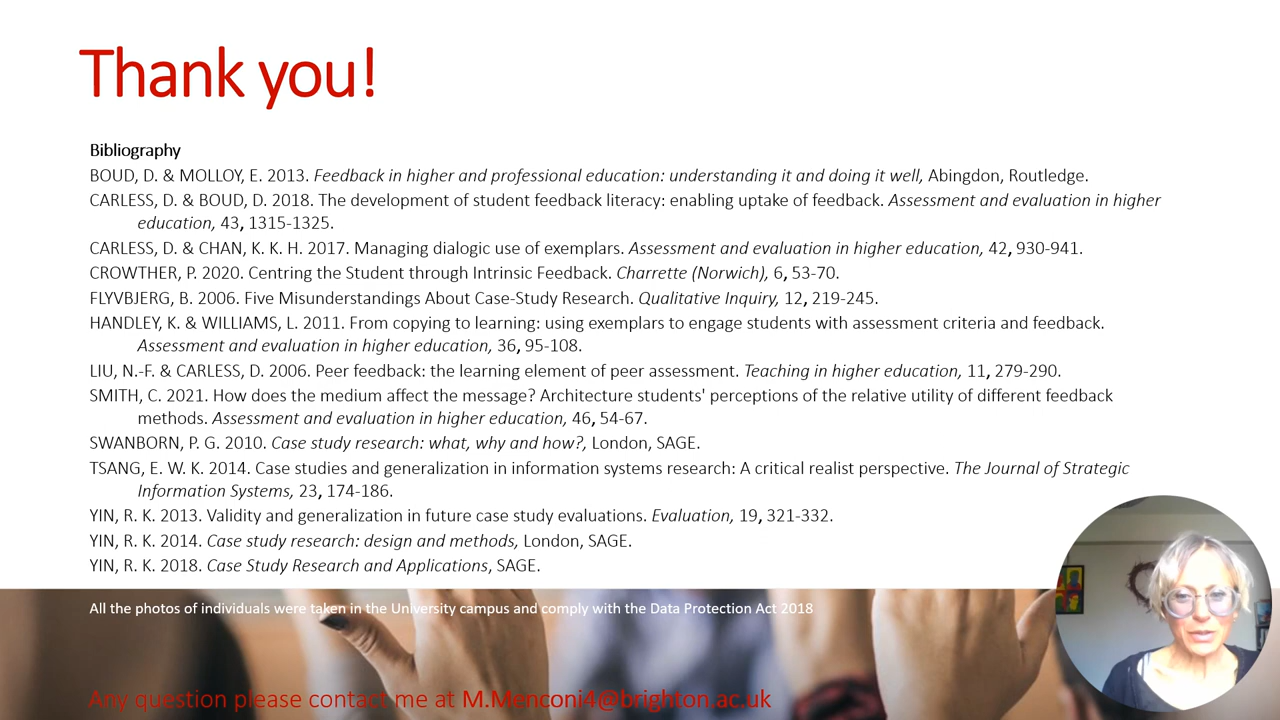 Thank you!
Bibliography
BOUD, D. & MOLLOY, E. 2013. Feedback in higher and professional education: understanding it and doing it well, Abingdon, Routledge.
CARLESS, D. & BOUD, D. 2018. The development of student feedback literacy: enabling uptake of feedback. Assessment and evaluation in higher
education, 43, 1315-1325.
CARLESS, D. & CHAN, K. K. H. 2017. Managing dialogic use of exemplars. Assessment and evaluation in higher education, 42, 930-941.
CROWTHER, P. 2020. Centring the Student through Intrinsic Feedback. Charrette (Norwich), 6, 53-70.
FLYVBJERG, B. 2006. Five Misunderstandings About Case-Study Research. Qualitative Inquiry, 12, 219-245.
HANDLEY, K. & WILLIAMS, L. 2011. From copying to learning: using exemplars to engage students with assessment criteria and feedback.
Assessment and evaluation in higher education, 36, 95-108.
LIU, N.-F. & CARLESS, D. 2006. Peer feedback: the learning element of peer assessment. Teaching in higher education, 11, 279-290.
SMITH, C. 2021. How does the medium affect the message? Architecture students' perceptions of the relative utility of different feedback
methods. Assessment and evaluation in higher education, 46, 54-67.
SWANBORN, P. G. 2010. Case study research: what, why and how?, London, SAGE.
TSANG, E. W. K. 2014. Case studies and generalization in information systems research: A critical realist perspective. The Journal of Strategic
Information Systems, 23, 174-186.
YIN, R. K. 2013. Validity and generalization in future case study evaluations. Evaluation, 19, 321-332.
YIN, R. K. 2014. Case study research: design and methods, London, SAGE.
YIN, R. K. 2018. Case Study Research and Applications, SAGE.
All the photos of individuals were taken in the University campus and comply with the Data Protection Act 2018
Any question please contact me at M.Menconi4@brighton.ac.uk